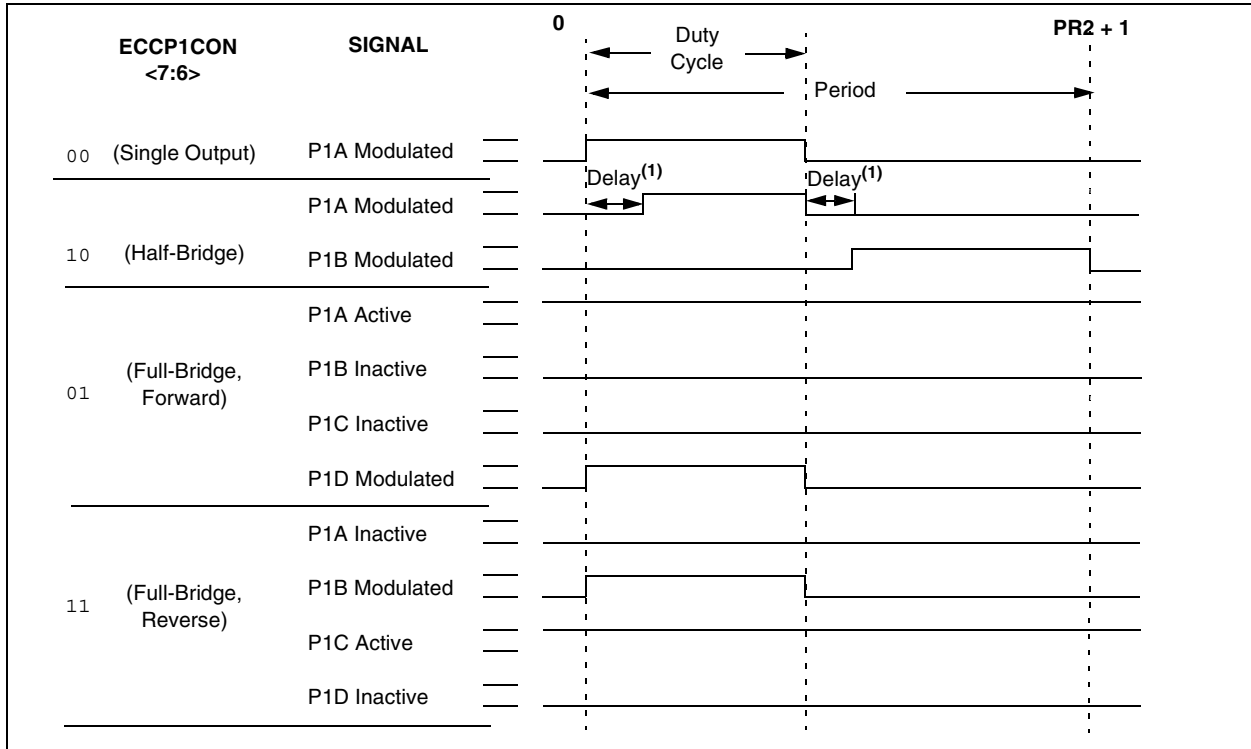 0
PR2 + 1
ECCP1CON
<7:6>
SIGNAL
Duty
Cycle
Period
00 (Single Output) P1A Modulated
Delay(1)
Delay(1)
P1A Modulated
10 (Half-Bridge) P1B Modulated
P1A Active
01 (Full-Bridge,
Forward)
P1B Inactive
P1C Inactive
P1D Modulated
P1A Inactive
11 (Full-Bridge,
Reverse)
P1B Modulated
P1C Active
P1D Inactive